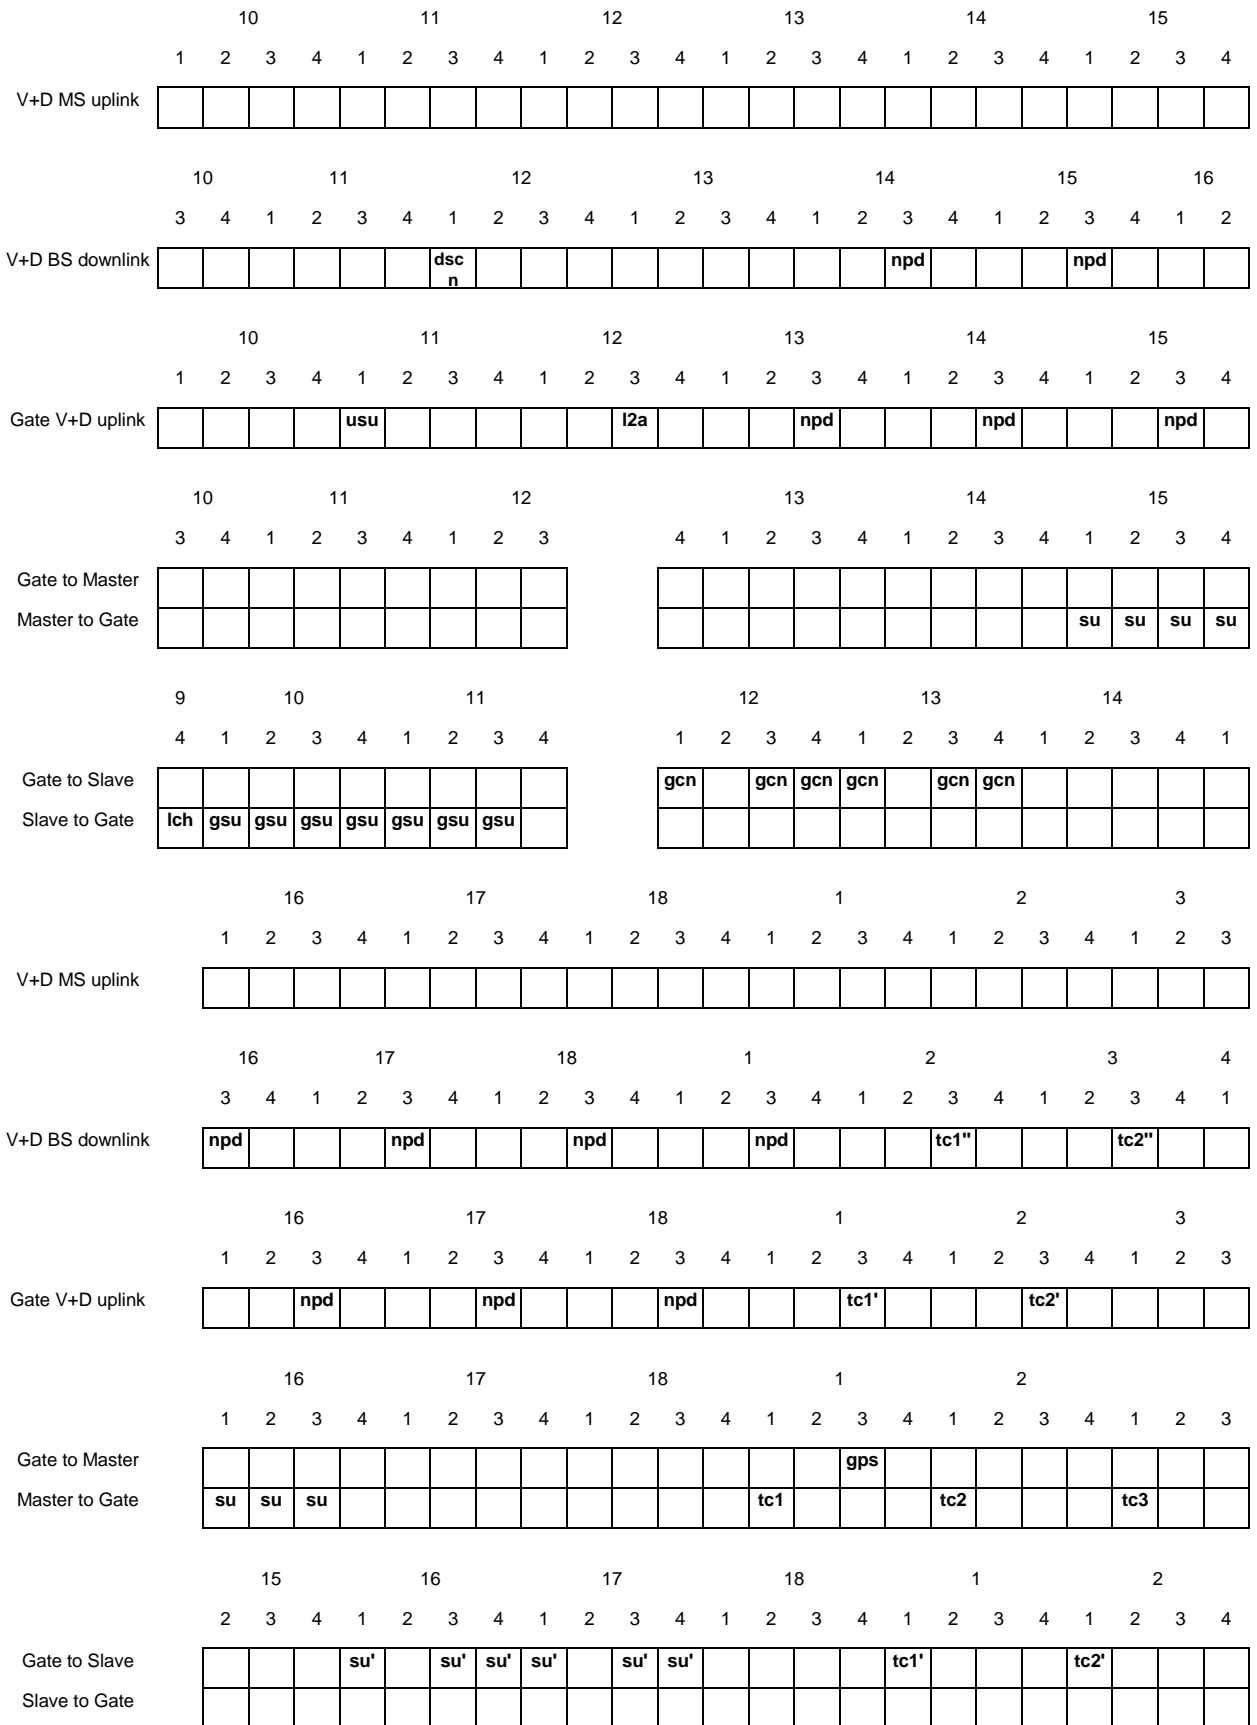 10 11 12 13 14 15
1 2 3 4 1 2 3 4 1 2 3 4 1 2 3 4 1 2 3 4 1 2 3 4
V+D MS uplink
10 11 12 13 14 15 16
3 4 1 2 3 4 1 2 3 4 1 2 3 4 1 2 3 4 1 2 3 4 1 2
V+D BS downlink dsc npd npd
n
10 11 12 13 14 15
1 2 3 4 1 2 3 4 1 2 3 4 1 2 3 4 1 2 3 4 1 2 3 4
Gate V+D uplink usu l2a npd npd npd
10 11 12 13 14 15
3 4 1 2 3 4 1 2 3 4 1 2 3 4 1 2 3 4 1 2 3 4
Gate to Master
Master to Gate su su su su
9 10 11 12 13 14
4 1 2 3 4 1 2 3 4 1 2 3 4 1 2 3 4 1 2 3 4 1
Gate to Slave gcn gcn gcn gcn gcn gcn
Slave to Gate lch gsu gsu gsu gsu gsu gsu gsu
16 17 18 1 2 3
1 2 3 4 1 2 3 4 1 2 3 4 1 2 3 4 1 2 3 4 1 2 3
V+D MS uplink
16 17 18 1 2 3 4
3 4 1 2 3 4 1 2 3 4 1 2 3 4 1 2 3 4 1 2 3 4 1
V+D BS downlink npd npd npd npd tc1" tc2"
16 17 18 1 2 3
1 2 3 4 1 2 3 4 1 2 3 4 1 2 3 4 1 2 3 4 1 2 3
Gate V+D uplink npd npd npd tc1' tc2'
16 17 18 1 2
1 2 3 4 1 2 3 4 1 2 3 4 1 2 3 4 1 2 3 4 1 2 3
Gate to Master gps
Master to Gate su su su tc1 tc2 tc3
15 16 17 18 1 2
2 3 4 1 2 3 4 1 2 3 4 1 2 3 4 1 2 3 4 1 2 3 4
Gate to Slave su' su' su' su' su' su' tc1' tc2'
Slave to Gate